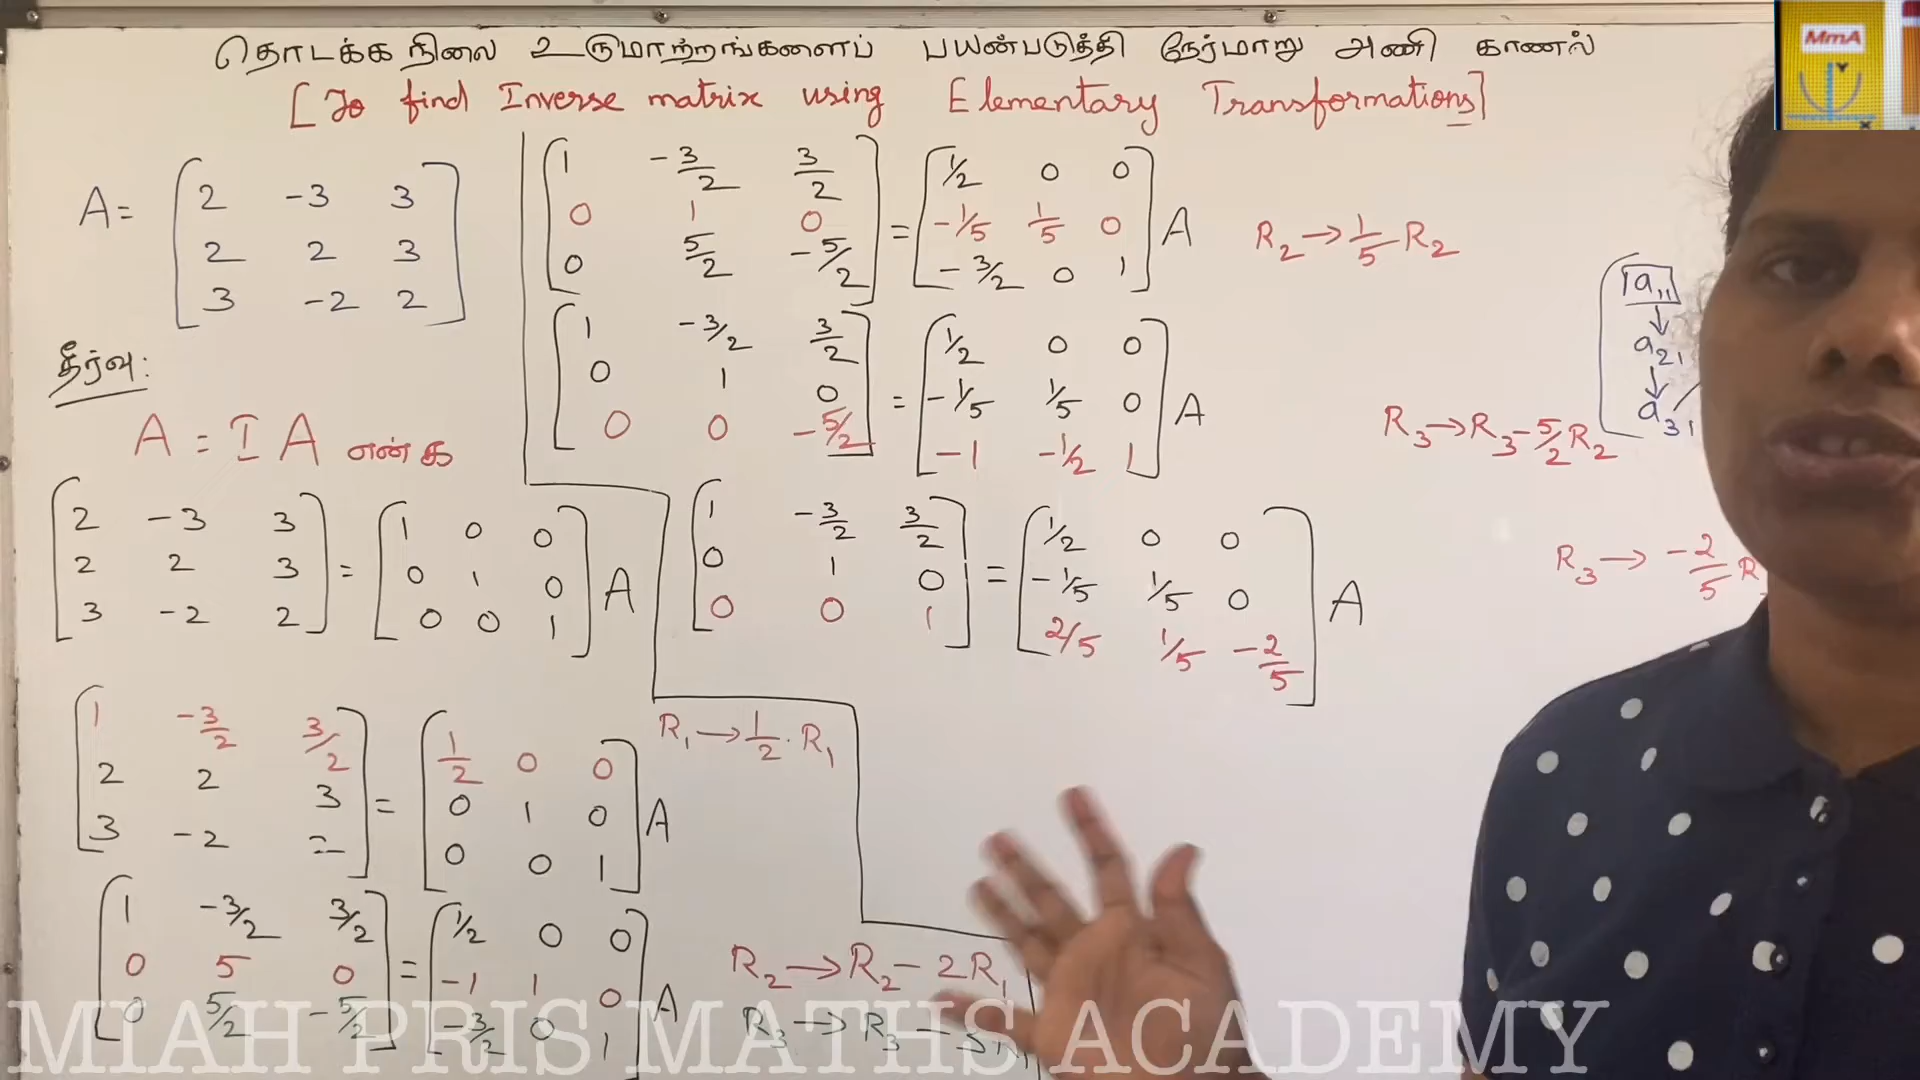 தொடக்க நிலை உருமாற்றங்களைப் பயன்படுத்தி நேர்மாறு அணி காணல்
[To find Inverse matrix using Elementary Transformations]
MmA
Y
X
A = [2 -3 3
2 2 3
3 -2 2]
தீர்வு:
A = I A என்க
[2 -3 3
2 2 3
3 -2 2] = [1 0 0
0 1 0
0 0 1] A
[1 -3/2 3/2
2 2 3
3 -2 2] = [1/2 0 0
0 1 0
0 0 1] A R₁ → 1/2 . R₁
[1 -3/2 3/2
0 5 0
0 5/2 -5/2] = [1/2 0 0
-1 1 0
-3/2 0 1] A R₂ → R₂ - 2R₁
R₃ → R₃ - 3R₁
[1 -3/2 3/2
0 1 0
0 5/2 -5/2] = [1/2 0 0
-1/5 1/5 0
-3/2 0 1] A R₂ → 1/5 R₂
[1 -3/2 3/2
0 1 0
0 0 -5/2] = [1/2 0 0
-1/5 1/5 0
-1 -1/2 1] A R₃ → R₃ - 5/2 R₂
[1 -3/2 3/2
0 1 0
0 0 1] = [1/2 0 0
-1/5 1/5 0
2/5 1/5 -2/5] A R₃ → -2/5 R
a₁₁
a₂₁
a₃₁
MIAH PRIS MATHS ACADEMY